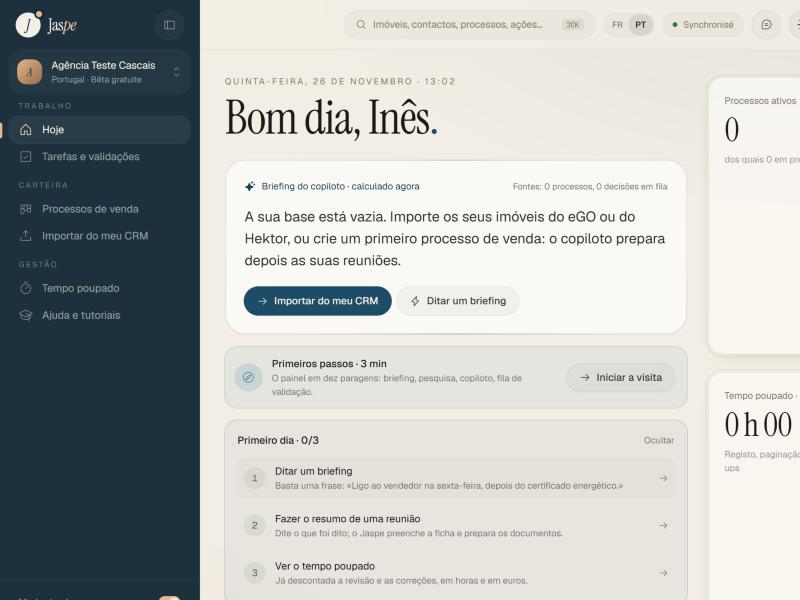 J Jaspe
Agência Teste Cascais
Portugal · Bêta gratuite
TRABALHO
Hoje
Tarefas e validações
CARTEIRA
Processos de venda
Importar do meu CRM
GESTÃO
Tempo poupado
Ajuda e tutoriais
Imóveis, contactos, processos, ações...
⌘K
FR
PT
Synchronisé
QUINTA-FEIRA, 26 DE NOVEMBRO · 13:02
Bom dia, Inês.
Briefing do copiloto · calculado agora
Fontes: 0 processos, 0 decisões em fila
A sua base está vazia. Importe os seus imóveis do eGO ou do
Hektor, ou crie um primeiro processo de venda: o copiloto prepara
depois as suas reuniões.
Importar do meu CRM
Ditar um briefing
Primeiros passos · 3 min
O painel em dez paragens: briefing, pesquisa, copiloto, fila de
validação.
Iniciar a visita
Primeiro dia · 0/3
Ocultar
1
Ditar um briefing
Basta uma frase: «Ligo ao vendedor na sexta-feira, depois do certificado energético.»
2
Fazer o resumo de uma reunião
Dite o que foi dito; o Jaspe preenche a ficha e prepara os documentos.
3
Ver o tempo poupado
Já descontada a revisão e as correções, em horas e em euros.
Processos ativos
0
dos quais 0 em pre
Tempo poupado ·
0 h 00
Registo, paginação
ups